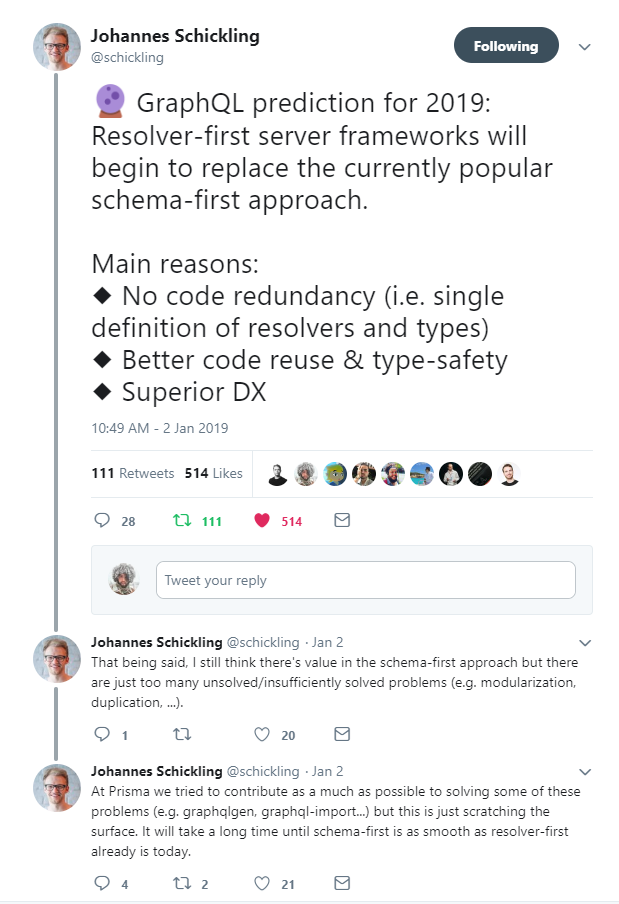 Johannes Schickling
@schickling
Following
GraphQL prediction for 2019:
Resolver-first server frameworks will
begin to replace the currently popular
schema-first approach.
Main reasons:
◆ No code redundancy (i.e. single
definition of resolvers and types)
◆ Better code reuse & type-safety
◆ Superior DX
10:49 AM - 2 Jan 2019
111 Retweets 514 Likes
28 111 514
Tweet your reply
Johannes Schickling @schickling · Jan 2
That being said, I still think there's value in the schema-first approach but there
are just too many unsolved/insufficiently solved problems (e.g. modularization,
duplication, ...).
1 20
Johannes Schickling @schickling · Jan 2
At Prisma we tried to contribute as a much as possible to solving some of these
problems (e.g. graphqlgen, graphql-import...) but this is just scratching the
surface. It will take a long time until schema-first is as smooth as resolver-first
already is today.
4 2 21